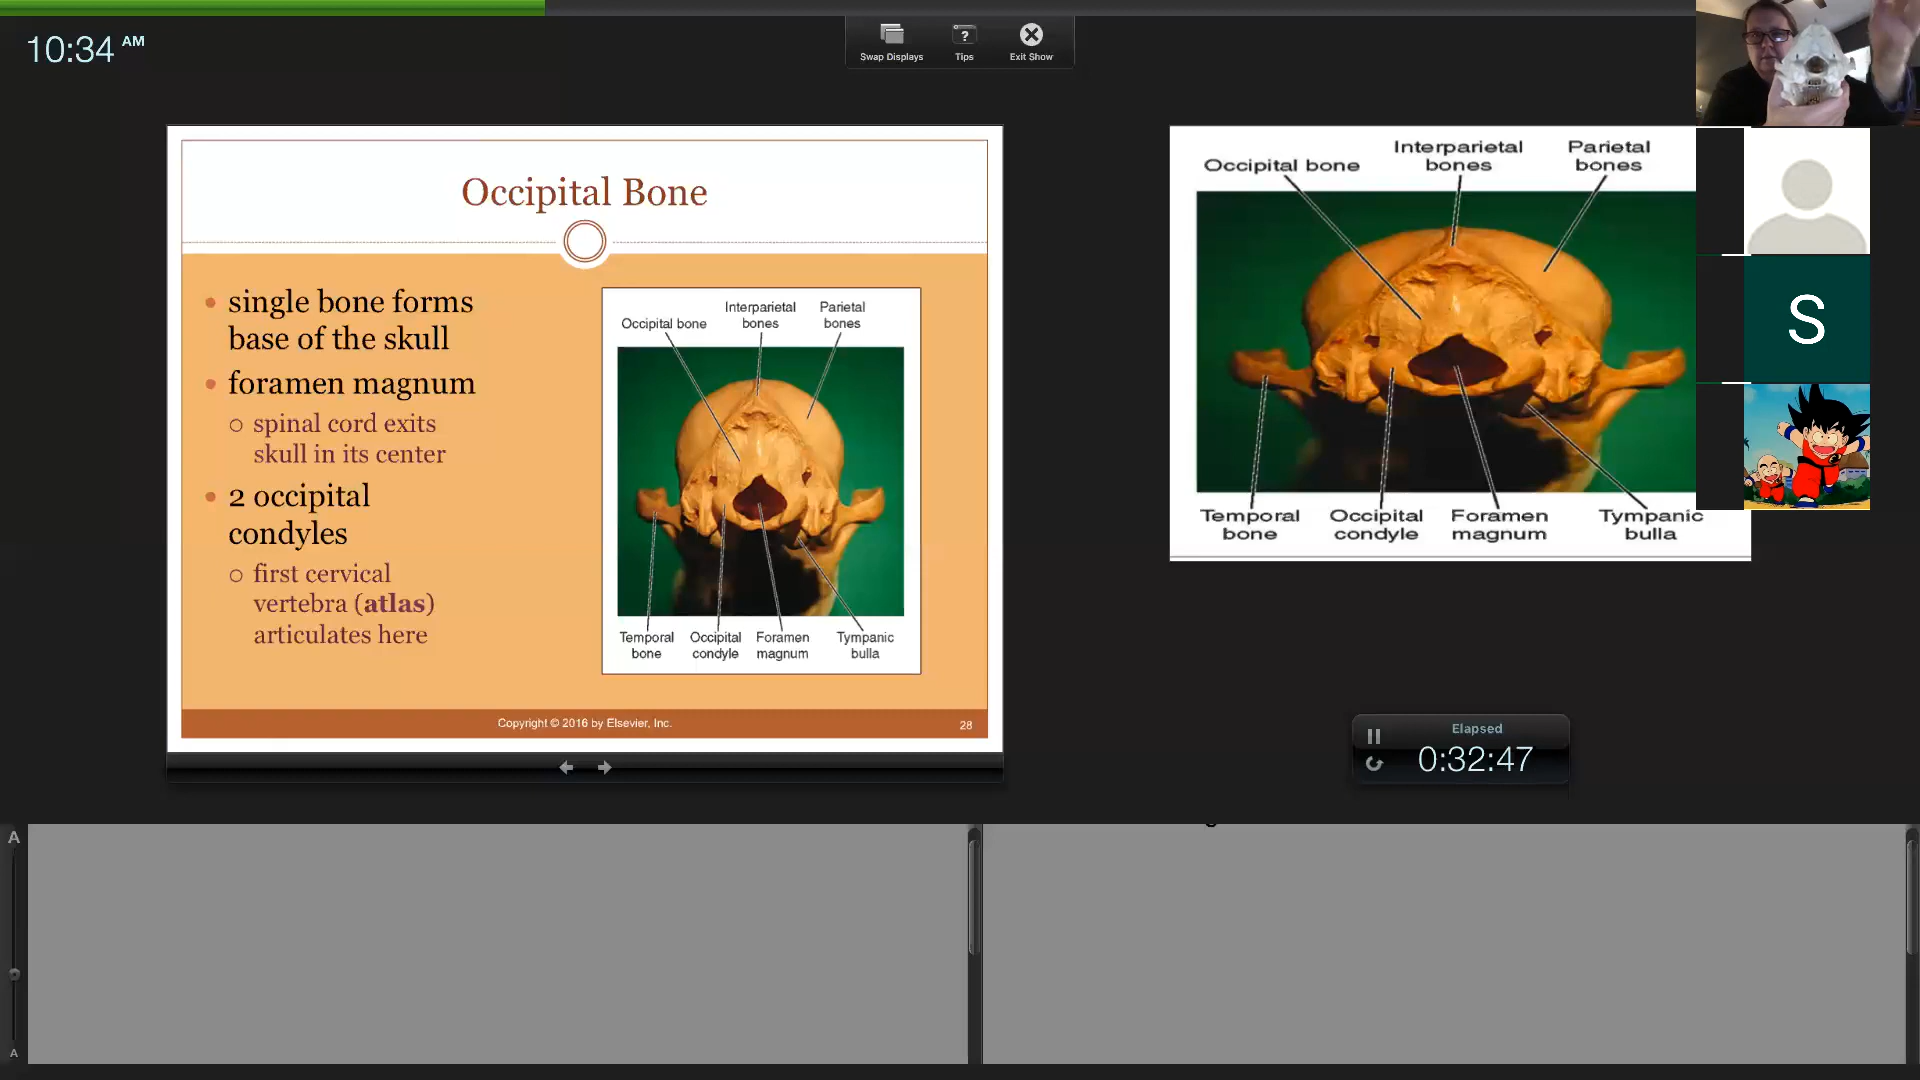 10:34 AM
Swap Displays
Tips
Exit Show
Occipital Bone
• single bone forms
base of the skull
• foramen magnum
○ spinal cord exits
skull in its center
• 2 occipital
condyles
○ first cervical
vertebra (atlas)
articulates here
Occipital bone
Interparietal
bones
Parietal
bones
Temporal
bone
Occipital
condyle
Foramen
magnum
Tympanic
bulla
Copyright © 2016 by Elsevier, Inc.
28
Occipital bone
Interparietal
bones
Parietal
bones
Temporal
bone
Occipital
condyle
Foramen
magnum
Tympanic
bulla
S
Elapsed
0:32:47
A
A